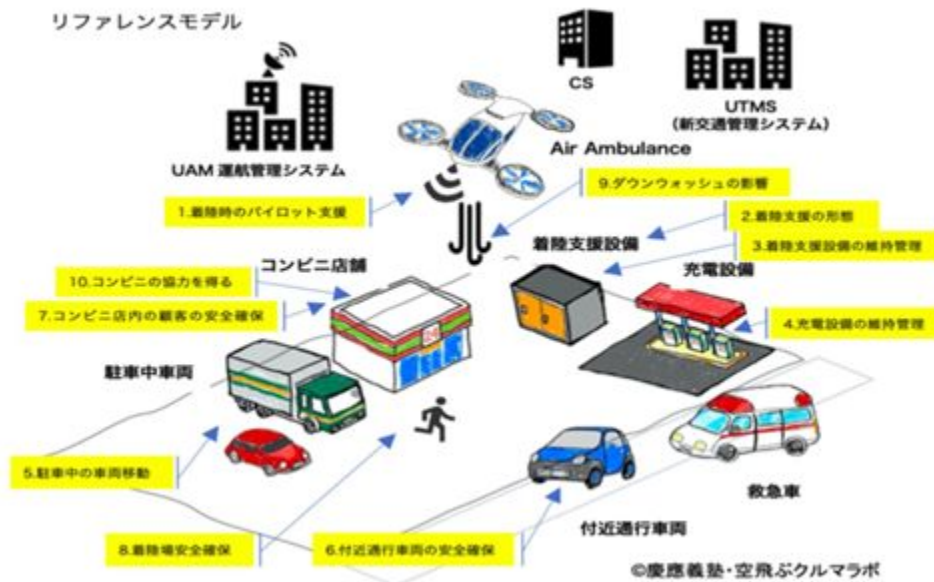 リファレンスモデル
CS
UTMS
(新交通管理システム)
UAM 運航管理システム
Air Ambulance
9.ダウンウォッシュの影響
1.着陸時のパイロット支援
2.着陸支援の形態
着陸支援設備
3.着陸支援設備の維持管理
コンビニ店舗
充電設備
10.コンビニの協力を得る
7.コンビニ店内の顧客の安全確保
4.充電設備の維持管理
駐車中車両
5.駐車中の車両移動
救急車
付近通行車両
8.着陸場安全確保
6.付近通行車両の安全確保
©慶應義塾・空飛ぶクルマラボ